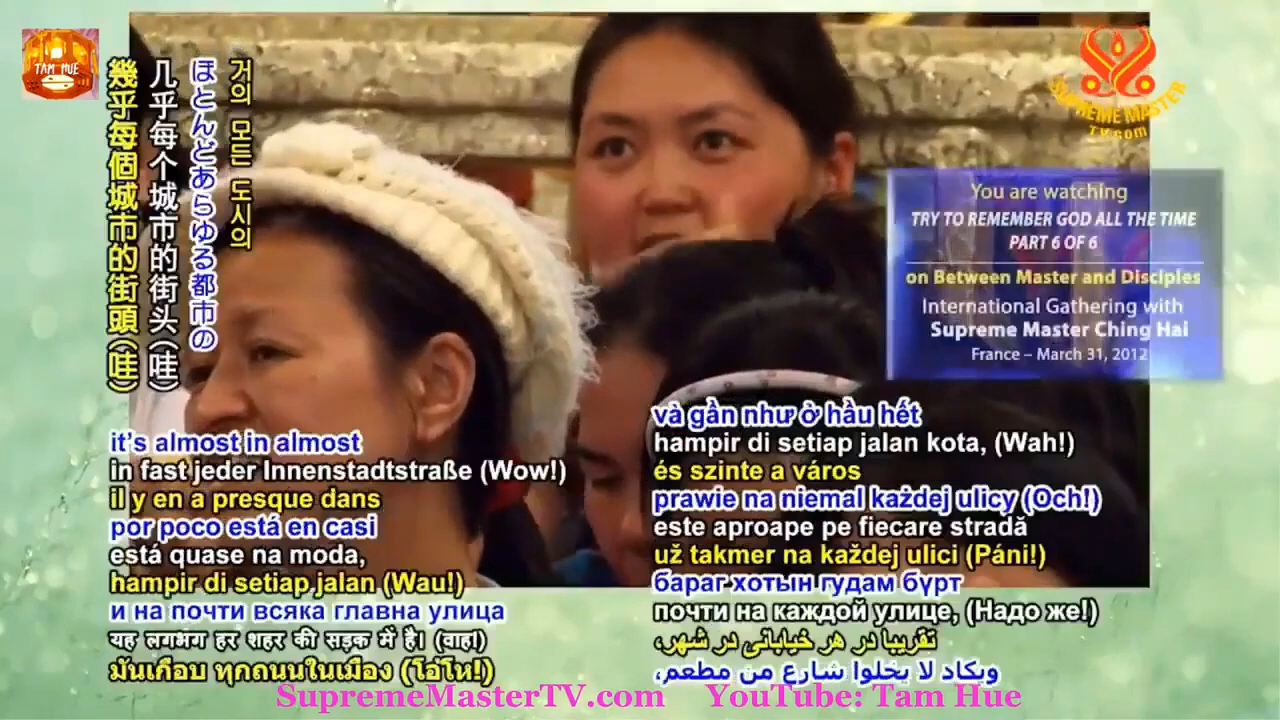 TAM HUE
거의 모든 도시의
ほとんどあらゆる都市の
几乎每个城市的街头(哇)
幾乎每個城市的街頭(哇)
SUPREME MASTER
TV.com
You are watching
TRY TO REMEMBER GOD ALL THE TIME
PART 6 OF 6
on Between Master and Disciples
International Gathering with
Supreme Master Ching Hai
France – March 31, 2012
it's almost in almost
in fast jeder Innenstadtstraße (Wow!)
il y en a presque dans
por poco está en casi
está quase na moda,
hampir di setiap jalan (Wau!)
и на почти всяка главна улица
यह लगभग हर शहर की सड़क में है। (वाह!)
มันเกือบ ทุกถนนในเมือง (โอ้โห!)
và gần như ở hầu hết
hampir di setiap jalan kota, (Wah!)
és szinte a város
prawie na niemal każdej ulicy (Och!)
este aproape pe fiecare stradă
už takmer na každej ulici (Páni!)
бараг хотын гудам бүрт
почти на каждой улице, (Надо же!)
تقریبا در هر خیابانی در شهر،
ويكاد لا يخلوا شارع من مطعم،
SupremeMasterTV.com YouTube: Tam Hue